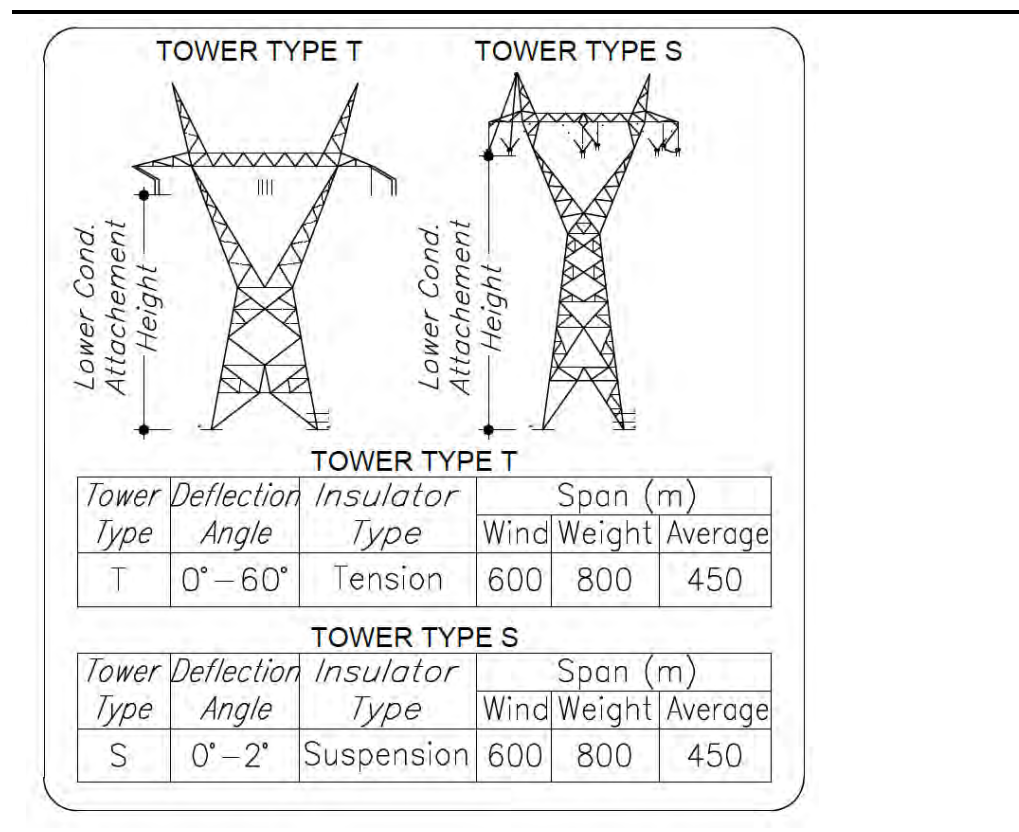 TOWER TYPE T
TOWER TYPE S
Lower Cond.
Attachement
Height
Lower Cond.
Attachement
Height
TOWER TYPE T
Tower Deflection Insulator Span (m)
Type Angle Type Wind Weight Average
T 0°-60° Tension 600 800 450
TOWER TYPE S
Tower Deflection Insulator Span (m)
Type Angle Type Wind Weight Average
S 0°-2° Suspension 600 800 450